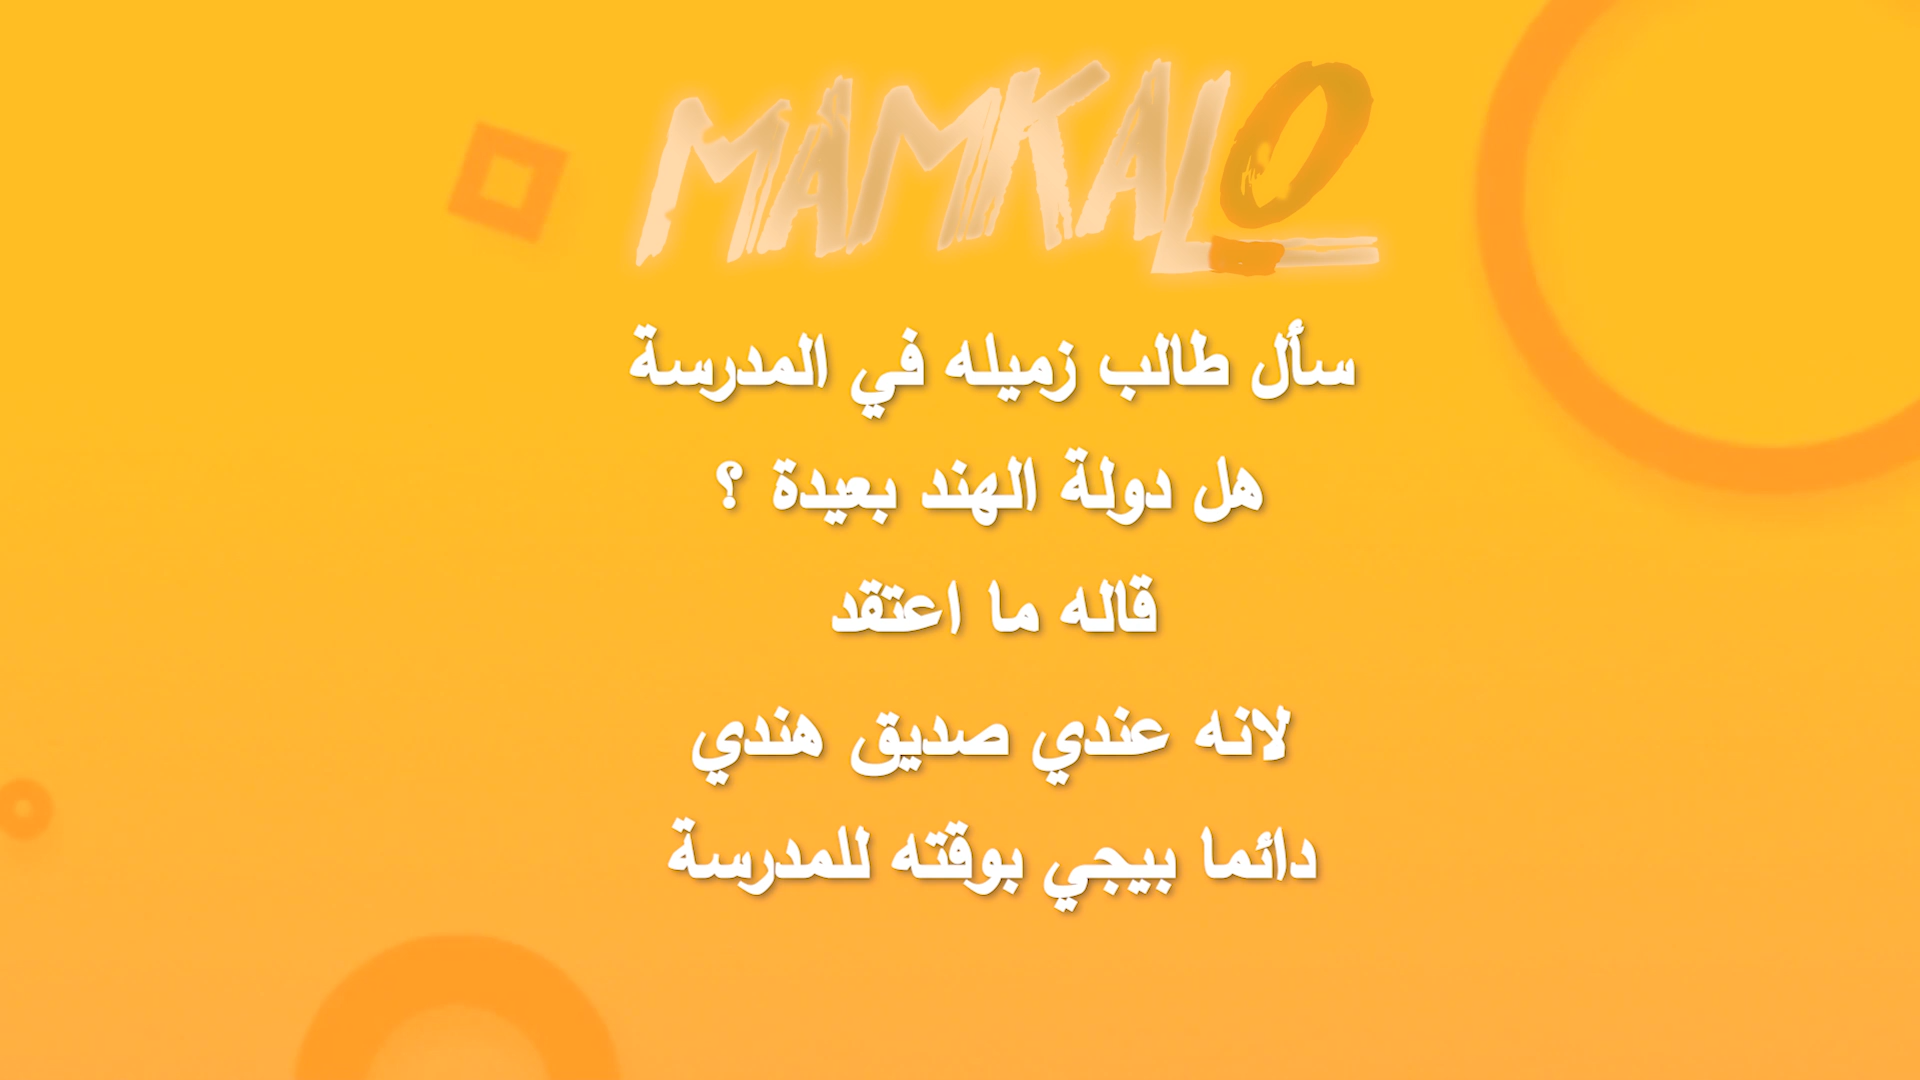 MAMKALO
سأل طالب زميله في المدرسة
هل دولة الهند بعيدة ؟
قاله ما اعتقد
لانه عندي صديق هندي
دائما بيجي بوقته للمدرسة